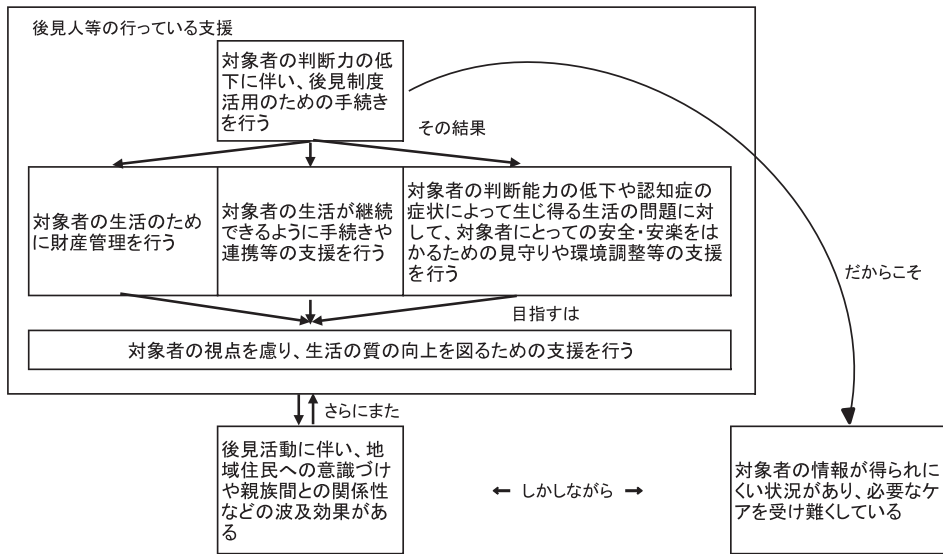 後見人等の行っている支援
対象者の判断力の低
下に伴い、後見制度
活用のための手続き
を行う
その結果
対象者の生活のため
に財産管理を行う
対象者の生活が継続
できるように手続きや
連携等の支援を行う
対象者の判断能力の低下や認知症の
症状によって生じ得る生活の問題に対
して、対象者にとっての安全・安楽をは
かるための見守りや環境調整等の支援
を行う
だからこそ
目指すは
対象者の視点を慮り、生活の質の向上を図るための支援を行う
さらにまた
後見活動に伴い、地
域住民への意識づけ
や親族間との関係性
などの波及効果があ
る
しかしながら
対象者の情報が得られに
くい状況があり、必要なケ
アを受け難くしている